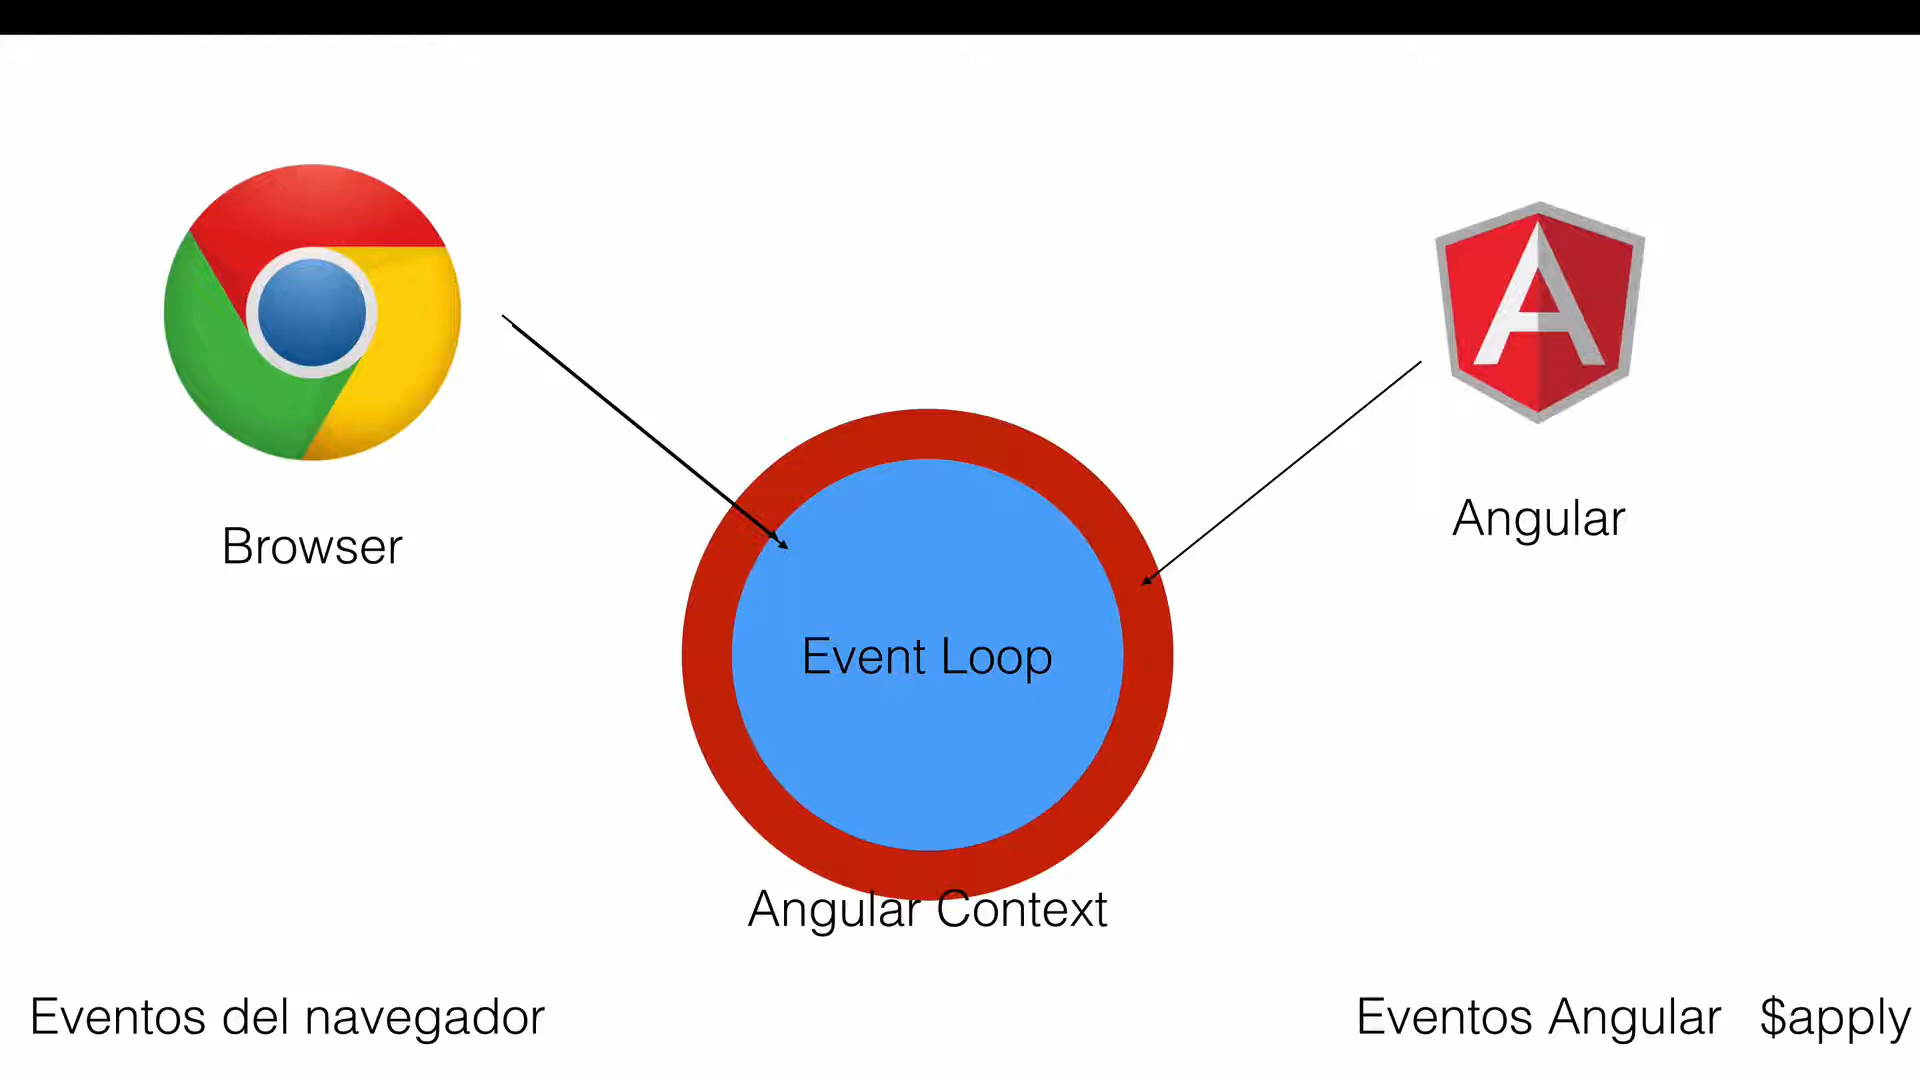 Browser
Angular
Event Loop
Angular Context
Eventos del navegador
Eventos Angular $apply